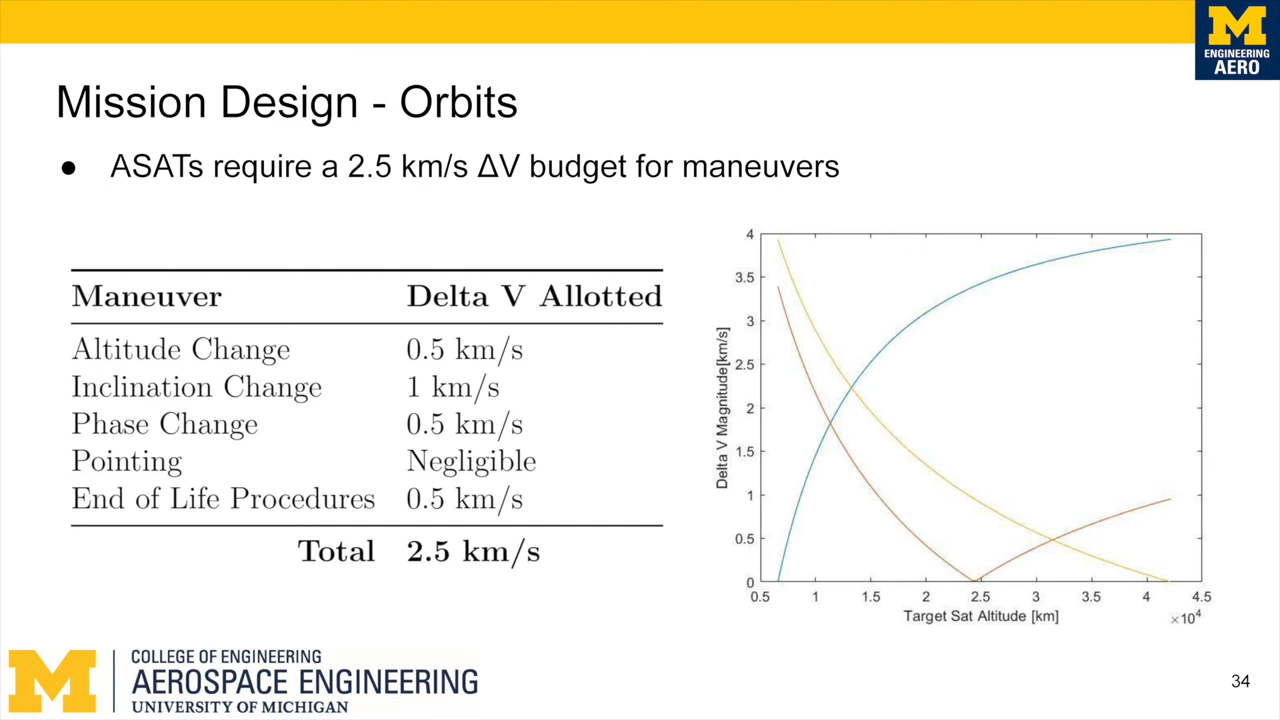 M
ENGINEERING
AERO
Mission Design - Orbits
● ASATs require a 2.5 km/s ΔV budget for maneuvers
Maneuver Delta V Allotted
Altitude Change 0.5 km/s
Inclination Change 1 km/s
Phase Change 0.5 km/s
Pointing Negligible
End of Life Procedures 0.5 km/s
Total 2.5 km/s
4
3.5
3
2.5
2
1.5
1
0.5
0
Delta V Magnitude[km/s]
0.5 1 1.5 2 2.5 3 3.5 4 4.5
Target Sat Altitude [km]
×10⁴
M
COLLEGE OF ENGINEERING
AEROSPACE ENGINEERING
UNIVERSITY OF MICHIGAN
34